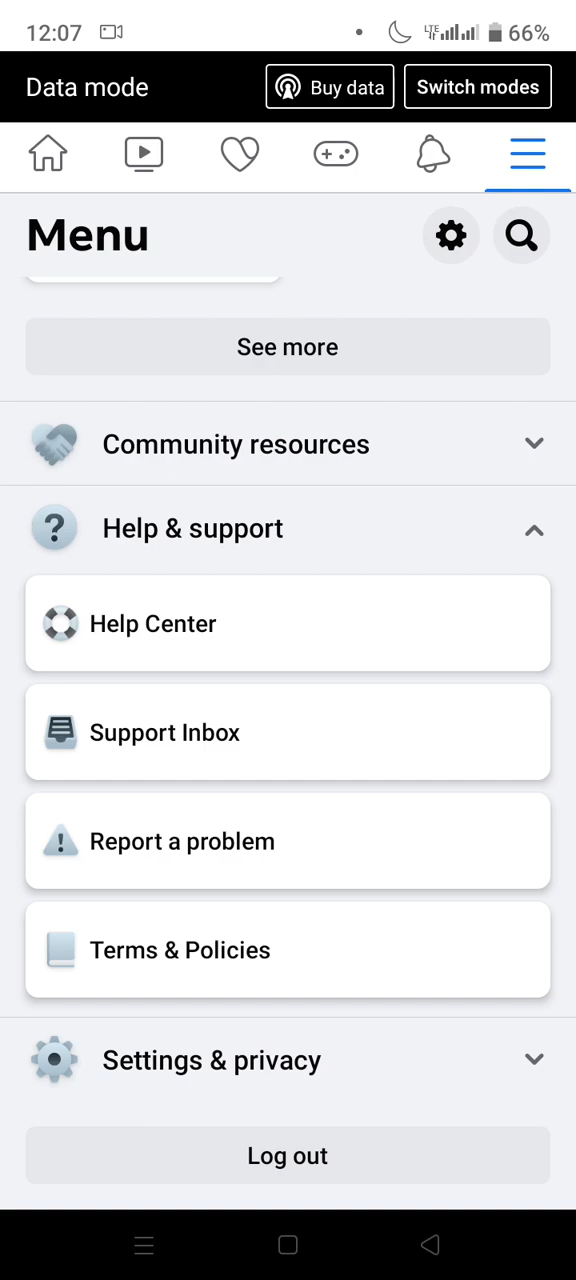 12:07 LTE 66%
Data mode Buy data Switch modes
Menu
See more
Community resources
Help & support
Help Center
Support Inbox
Report a problem
Terms & Policies
Settings & privacy
Log out